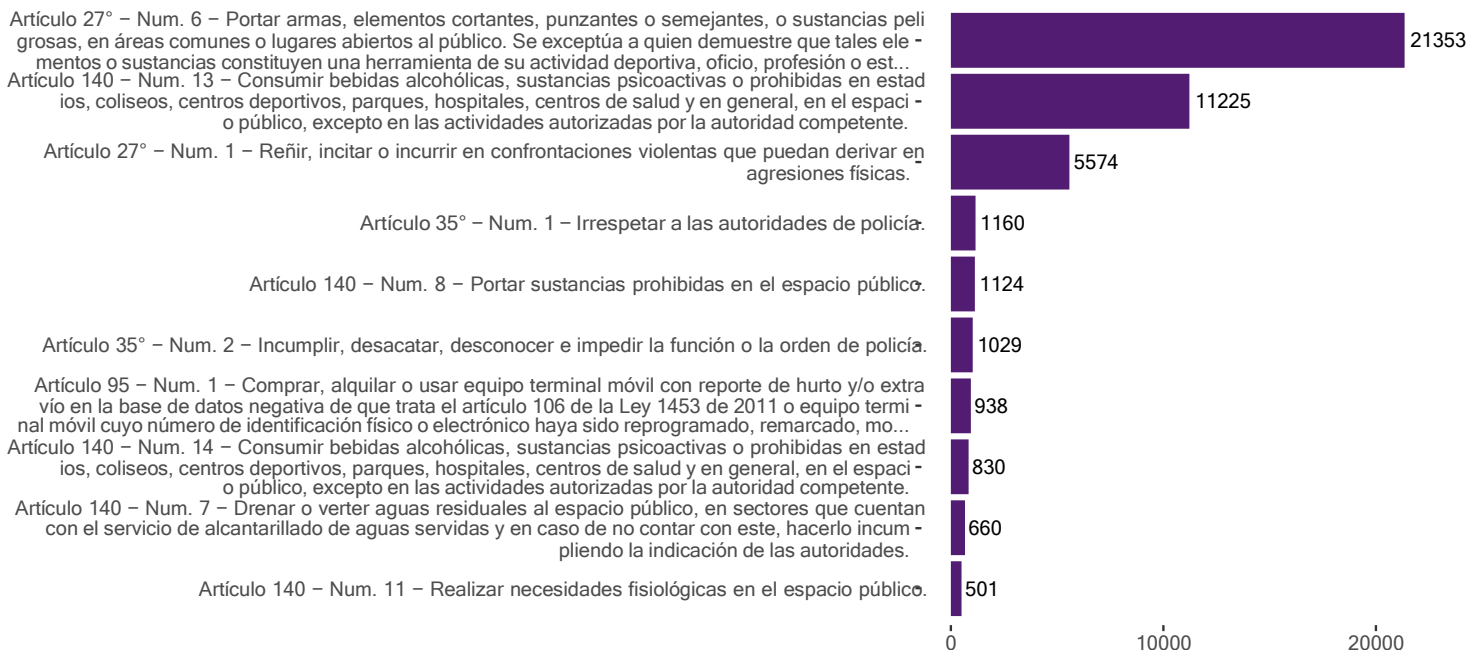 Artículo 27° − Num. 6 − Portar armas, elementos cortantes, punzantes o semejantes, o sustancias peli
grosas, en áreas comunes o lugares abiertos al público. Se exceptúa a quien demuestre que tales ele
mentos o sustancias constituyen una herramienta de su actividad deportiva, oficio, profesión o est...
21353
Artículo 140 − Num. 13 − Consumir bebidas alcohólicas, sustancias psicoactivas o prohibidas en estad
ios, coliseos, centros deportivos, parques, hospitales, centros de salud y en general, en el espaci
o público, excepto en las actividades autorizadas por la autoridad competente.
11225
Artículo 27° − Num. 1 − Reñir, incitar o incurrir en confrontaciones violentas que puedan derivar en
agresiones físicas.
5574
Artículo 35° − Num. 1 − Irrespetar a las autoridades de policía.
1160
Artículo 140 − Num. 8 − Portar sustancias prohibidas en el espacio público.
1124
Artículo 35° − Num. 2 − Incumplir, desacatar, desconocer e impedir la función o la orden de policía.
1029
Artículo 95 − Num. 1 − Comprar, alquilar o usar equipo terminal móvil con reporte de hurto y/o extra
vío en la base de datos negativa de que trata el artículo 106 de la Ley 1453 de 2011 o equipo termi
nal móvil cuyo número de identificación físico o electrónico haya sido reprogramado, remarcado, mo...
938
Artículo 140 − Num. 14 − Consumir bebidas alcohólicas, sustancias psicoactivas o prohibidas en estad
ios, coliseos, centros deportivos, parques, hospitales, centros de salud y en general, en el espaci
o público, excepto en las actividades autorizadas por la autoridad competente.
830
Artículo 140 − Num. 7 − Drenar o verter aguas residuales al espacio público, en sectores que cuentan
con el servicio de alcantarillado de aguas servidas y en caso de no contar con este, hacerlo incum
pliendo la indicación de las autoridades.
660
Artículo 140 − Num. 11 − Realizar necesidades fisiológicas en el espacio público.
501
0 10000 20000